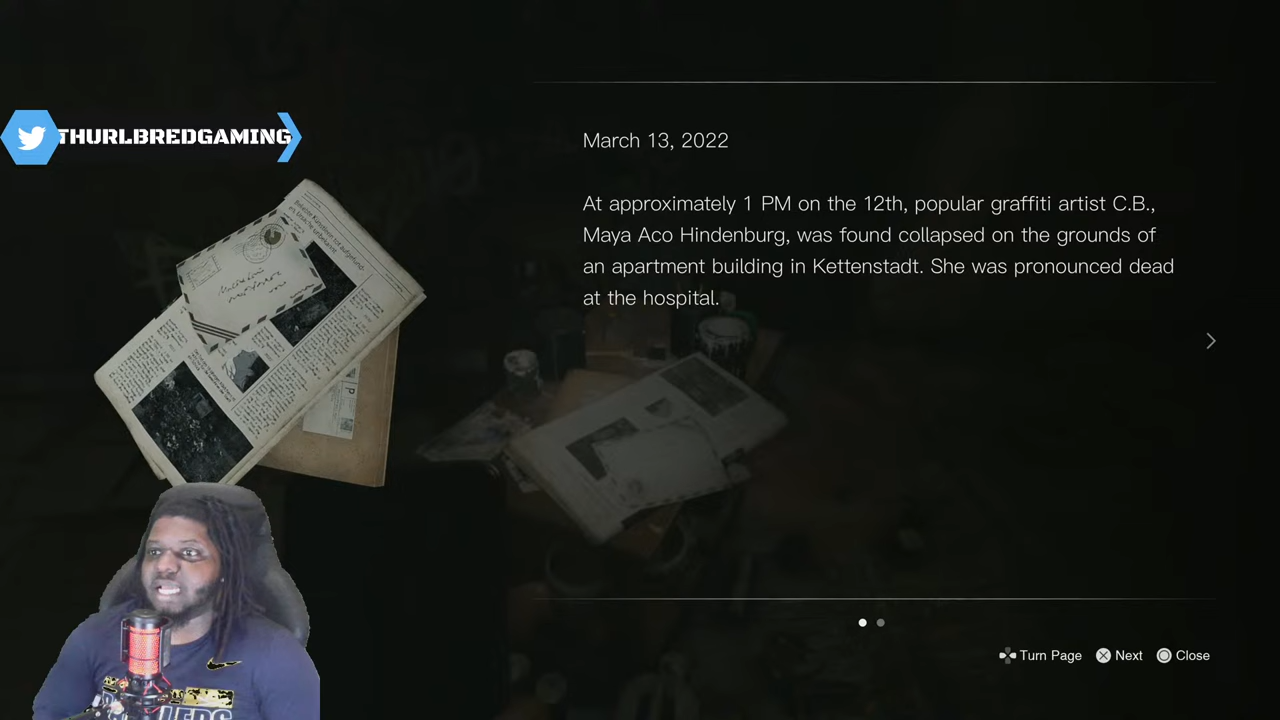 THURLBREDGAMING
March 13, 2022
At approximately 1 PM on the 12th, popular graffiti artist C.B.,
Maya Aco Hindenburg, was found collapsed on the grounds of
an apartment building in Kettenstadt. She was pronounced dead
at the hospital.
Turn Page Next Close